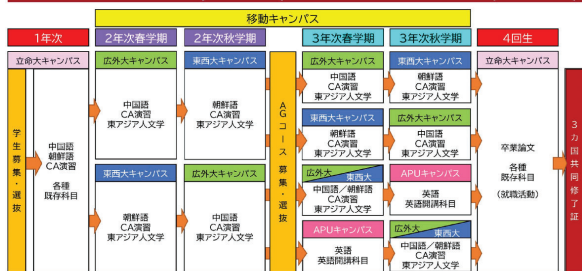 移動キャンパス
1年次
2年次春学期
2年次秋学期
3年次春学期
3年次秋学期
4回生
立命大キャンパス
広外大キャンパス
東西大キャンパス
広外大キャンパス
東西大キャンパス
立命大キャンパス
学生募集・選抜
中国語
朝鮮語
CA演習
各種
既存科目
中国語
CA演習
東アジア人文学
朝鮮語
CA演習
東アジア人文学
東西大キャンパス
広外大キャンパス
朝鮮語
CA演習
東アジア人文学
中国語
CA演習
東アジア人文学
AGコース 募集・選抜
中国語
CA演習
東アジア人文学
朝鮮語
CA演習
東アジア人文学
東西大キャンパス
広外大キャンパス
朝鮮語
CA演習
東アジア人文学
中国語
CA演習
東アジア人文学
広外大
東西大
APUキャンパス
中国語/朝鮮語
CA演習
東アジア人文学
英語
英語開講科目
APUキャンパス
広外大
東西大
英語
英語開講科目
中国語/朝鮮語
CA演習
東アジア人文学
卒業論文
各種
既存科目
(就職活動)
3カ国共同修了証